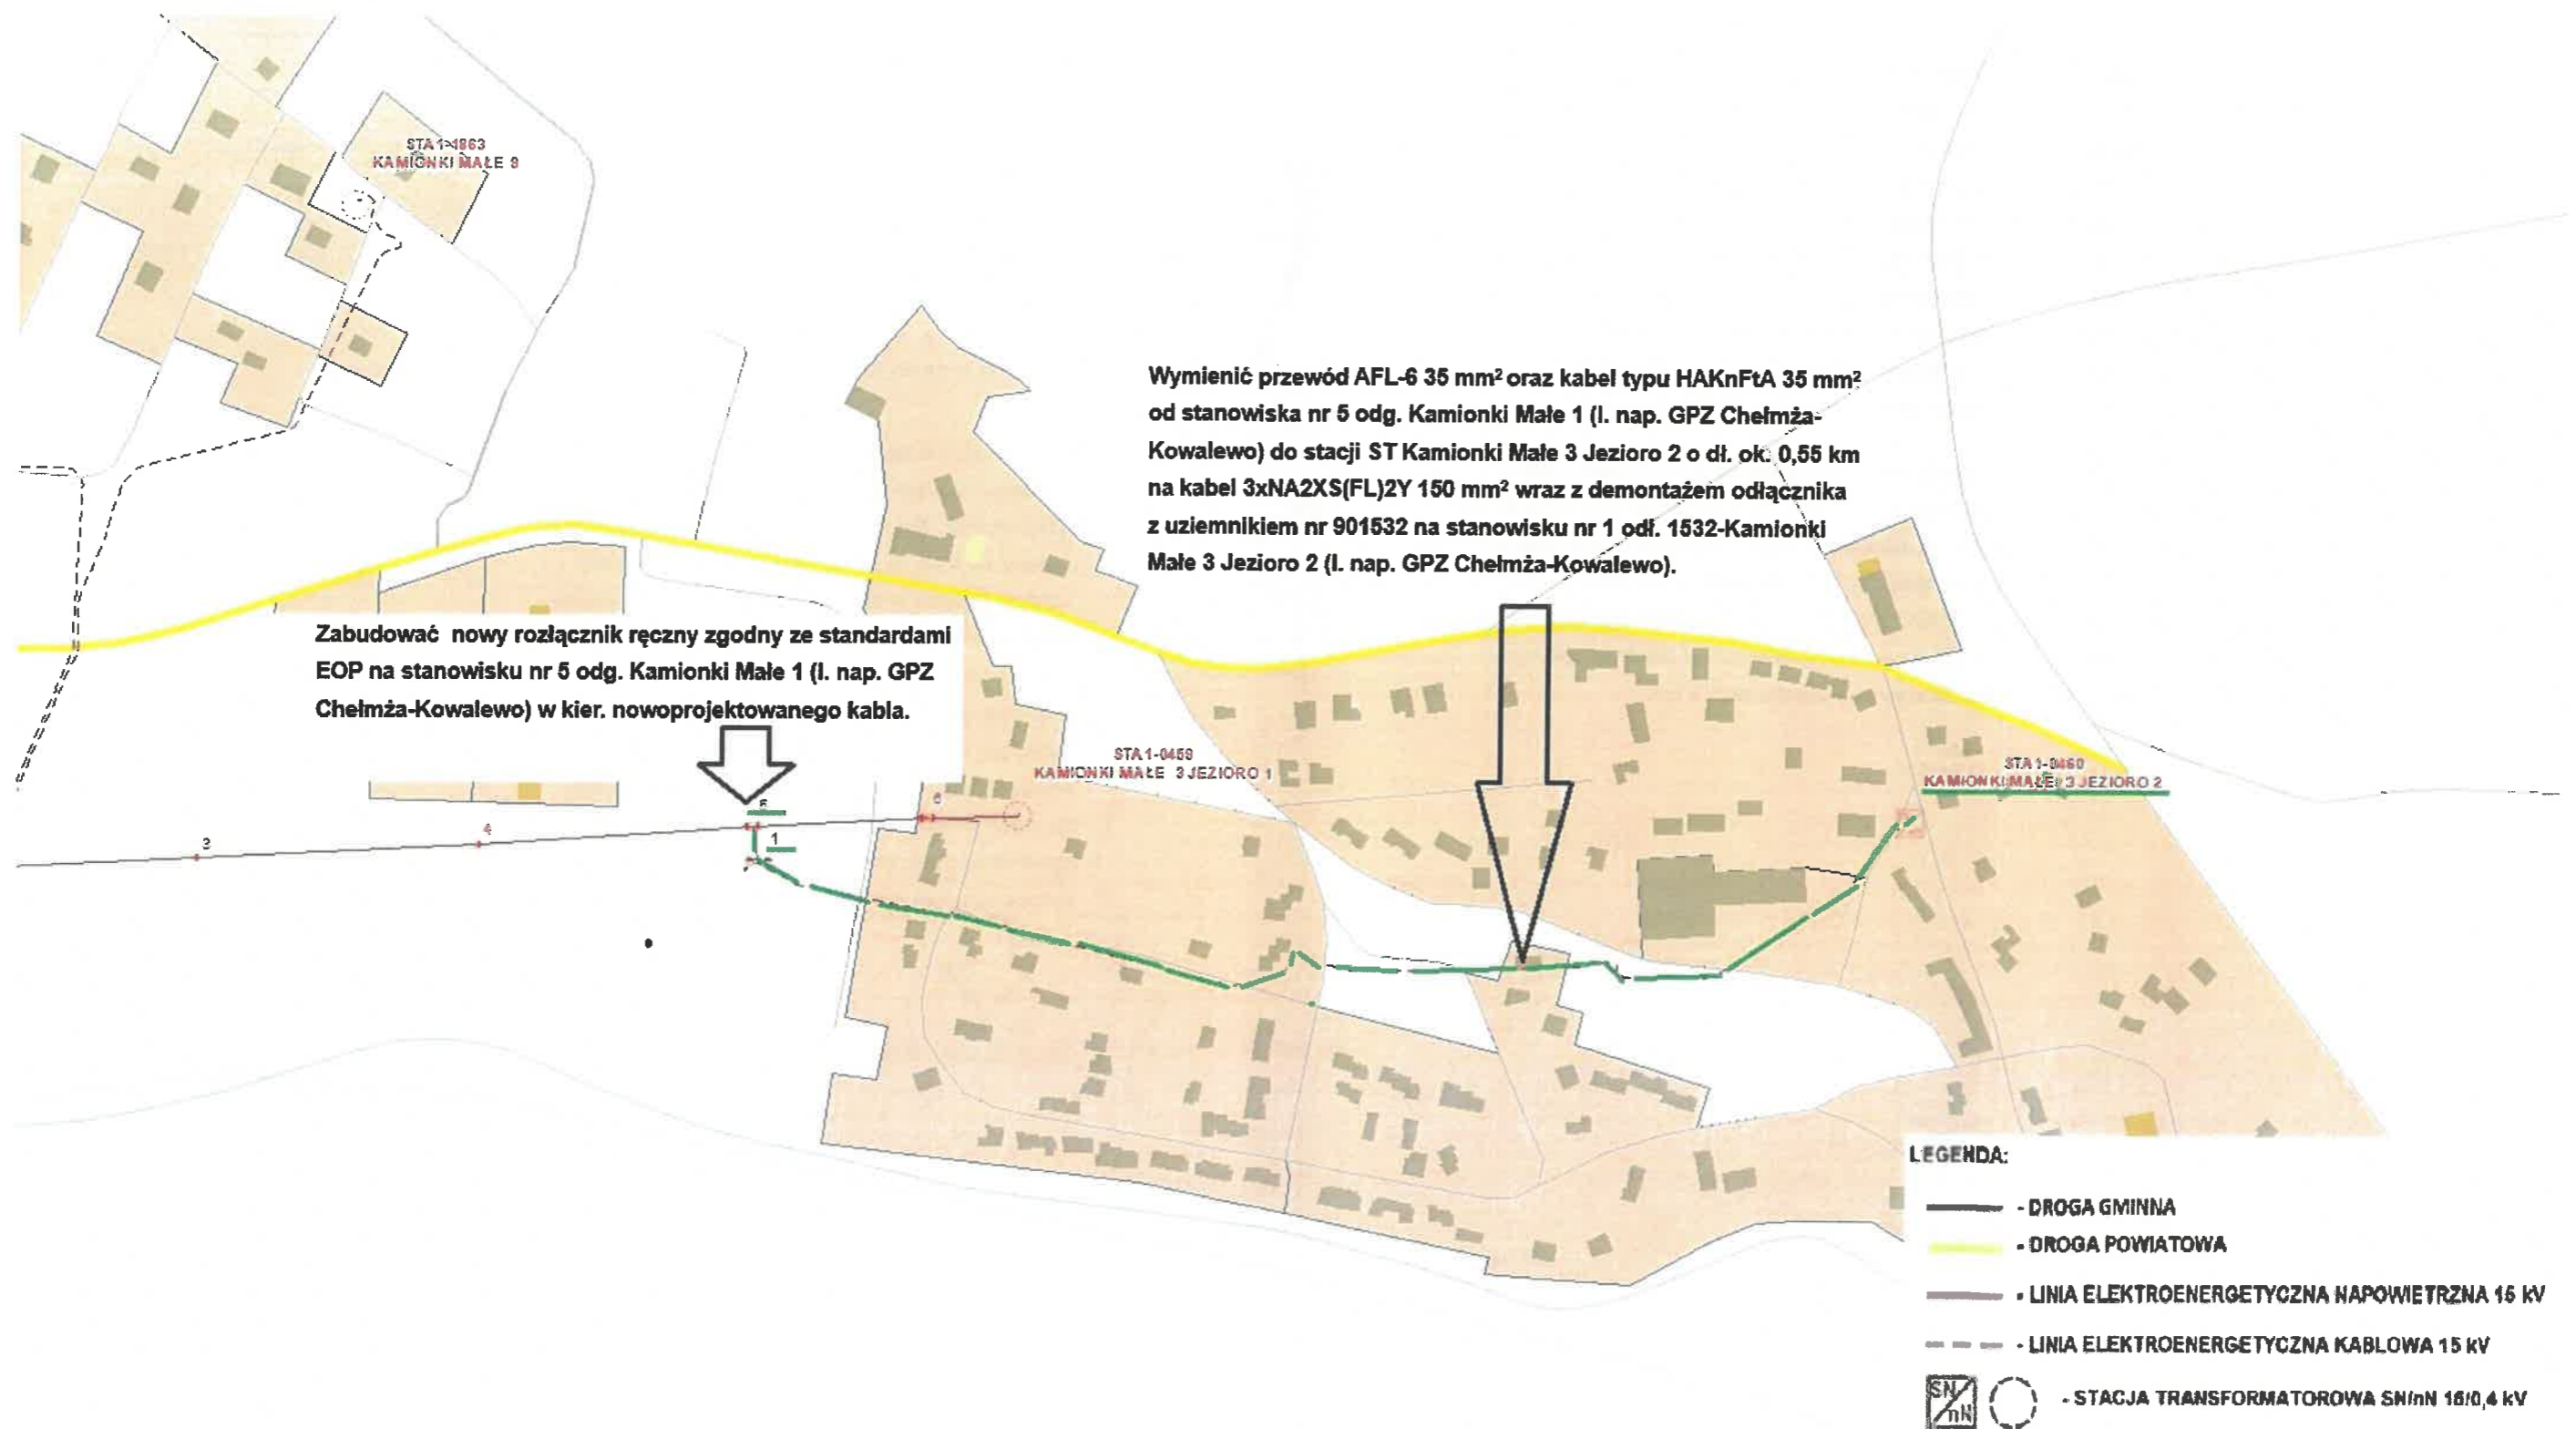 STA 1-1863
KAMIONKI MAŁE 9
Wymienić przewód AFL-6 35 mm² oraz kabel typu HAKnFtA 35 mm²
od stanowiska nr 5 odg. Kamionki Małe 1 (l. nap. GPZ Chełmża-
Kowalewo) do stacji ST Kamionki Małe 3 Jezioro 2 o dł. ok. 0,55 km
na kabel 3xNA2XS(FL)2Y 150 mm² wraz z demontażem odłącznika
z uziemnikiem nr 901532 na stanowisku nr 1 odł. 1532-Kamionki
Małe 3 Jezioro 2 (l. nap. GPZ Chełmża-Kowalewo).
Zabudować nowy rozłącznik ręczny zgodny ze standardami
EOP na stanowisku nr 5 odg. Kamionki Małe 1 (l. nap. GPZ
Chełmża-Kowalewo) w kier. nowoprojektowanego kabla.
STA 1-0459
KAMIONKI MAŁE 3 JEZIORO 1
STA 1-0460
KAMIONKI MAŁE 3 JEZIORO 2
3
4
5
6
1
LEGENDA:
- DROGA GMINNA
- DROGA POWIATOWA
- LINIA ELEKTROENERGETYCZNA NAPOWIETRZNA 15 kV
- LINIA ELEKTROENERGETYCZNA KABLOWA 15 kV
SN/nN - STACJA TRANSFORMATOROWA SN/nN 15/0,4 kV